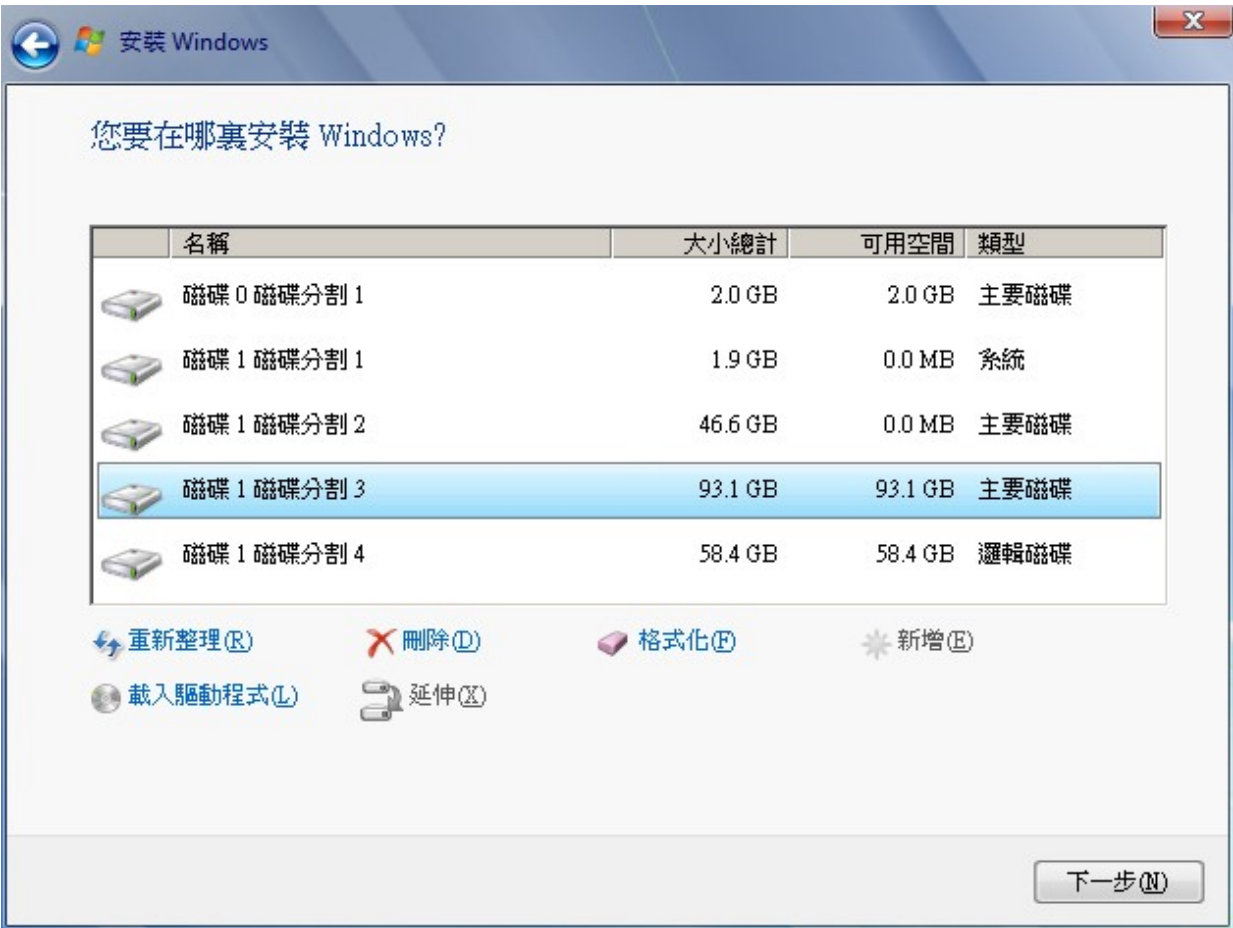 安裝 Windows
您要在哪裏安裝 Windows?
名稱 大小總計 可用空間 類型
磁碟 0 磁碟分割 1 2.0 GB 2.0 GB 主要磁碟
磁碟 1 磁碟分割 1 1.9 GB 0.0 MB 系統
磁碟 1 磁碟分割 2 46.6 GB 0.0 MB 主要磁碟
磁碟 1 磁碟分割 3 93.1 GB 93.1 GB 主要磁碟
磁碟 1 磁碟分割 4 58.4 GB 58.4 GB 邏輯磁碟
重新整理(R) 刪除(D) 格式化(F) 新增(E)
載入驅動程式(L) 延伸(X)
下一步(N)